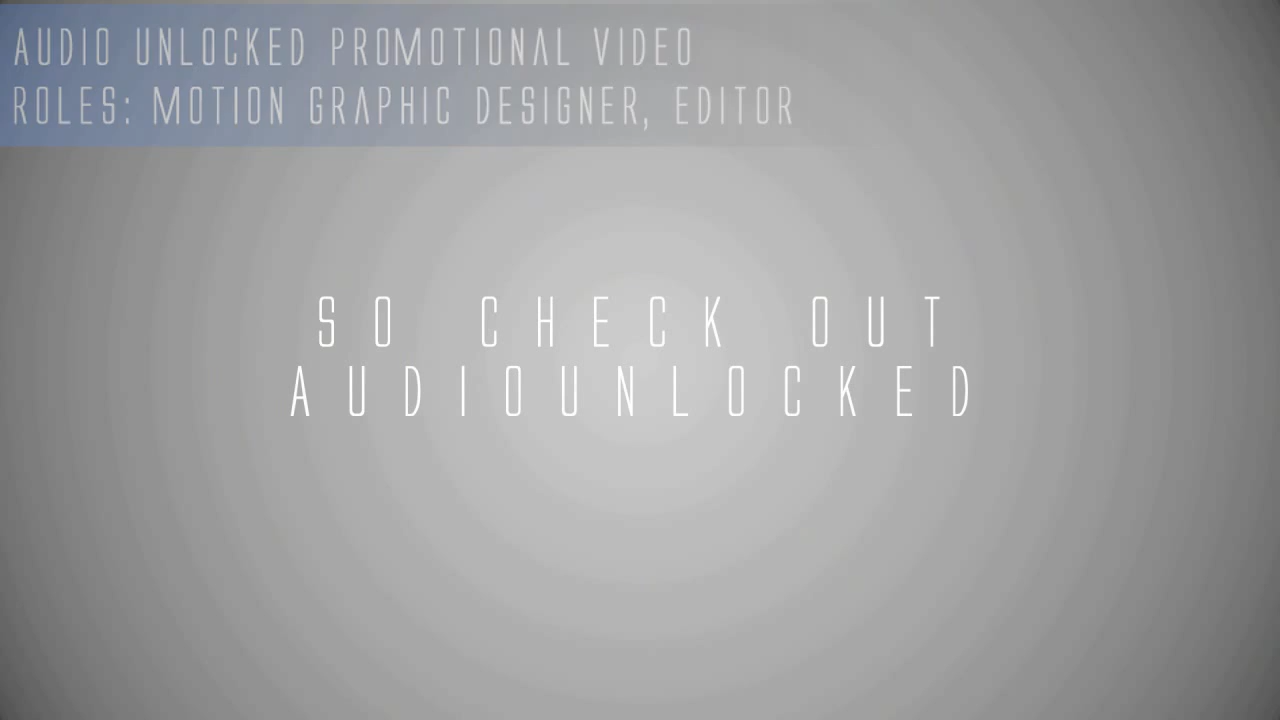 AUDIO UNLOCKED PROMOTIONAL VIDEO
ROLES: MOTION GRAPHIC DESIGNER, EDITOR
SO CHECK OUT
AUDIOUNLOCKED